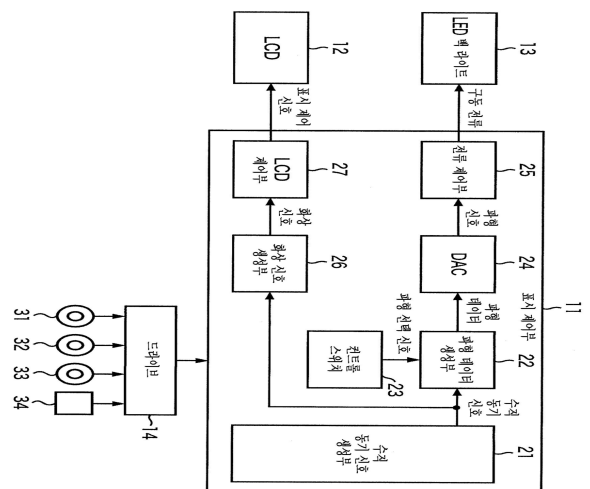 LCD
12
LED 백 라이트
13
표시 제어
신호
구동 전류
LCD
제어부
27
전류 제어부
25
화상
신호
파형
신호
화상 신호
생성부
26
DAC
24
표시 제어부
11
파형
데이터
파형 선택 신호
컨트롤
스위치
23
파형 데이터
생성부
22
수직
동기
신호
수직
동기 신호
생성부
21
31
32
33
34
드라이브
14